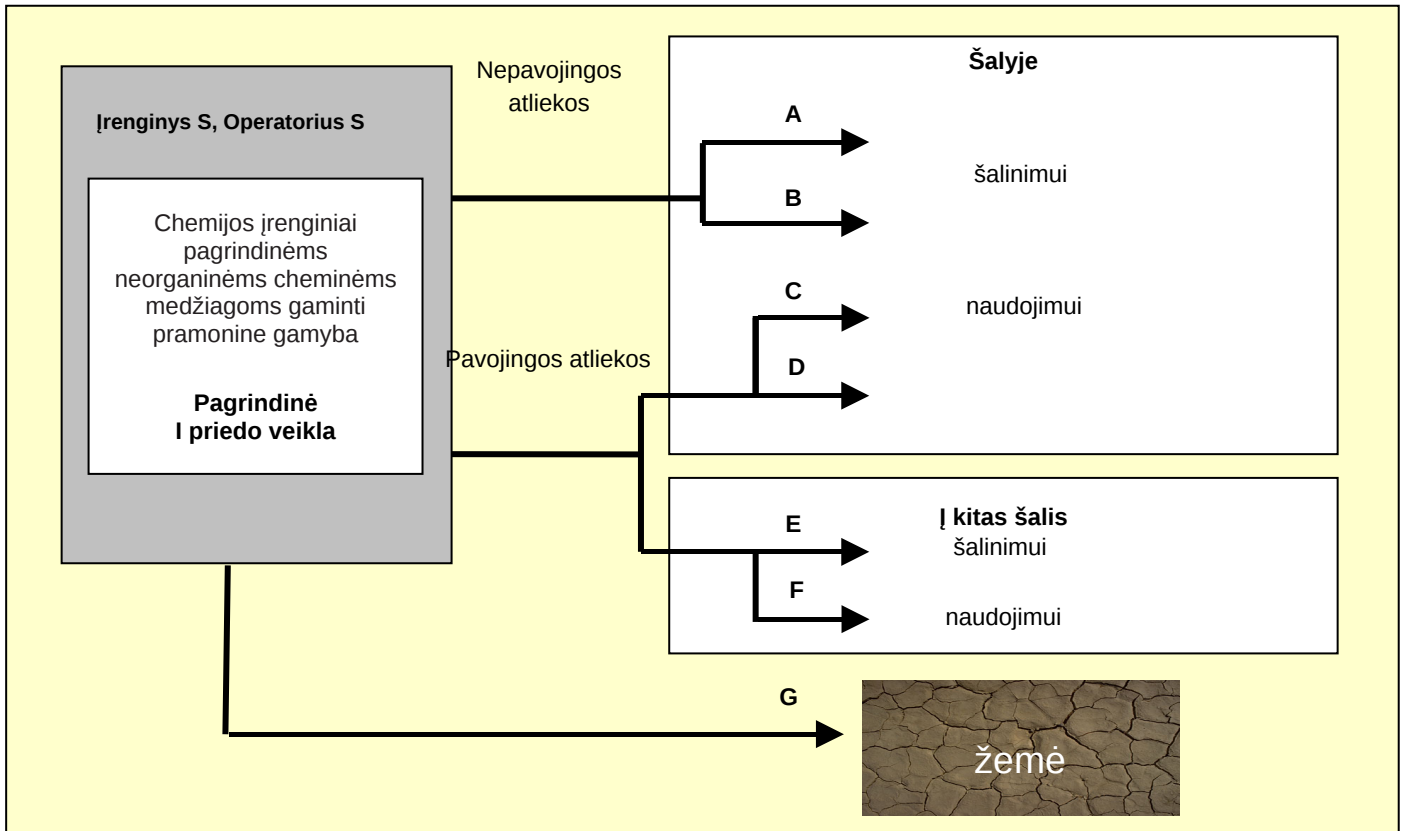 Įrenginys S, Operatorius S
Chemijos įrenginiai
pagrindinėms
neorganinėms cheminėms
medžiagoms gaminti
pramonine gamyba
Pagrindinė
I priedo veikla
Nepavojingos
atliekos
Pavojingos atliekos
Šalyje
A
šalinimui
B
C
naudojimui
D
Į kitas šalis
E
šalinimui
F
naudojimui
G
žemė